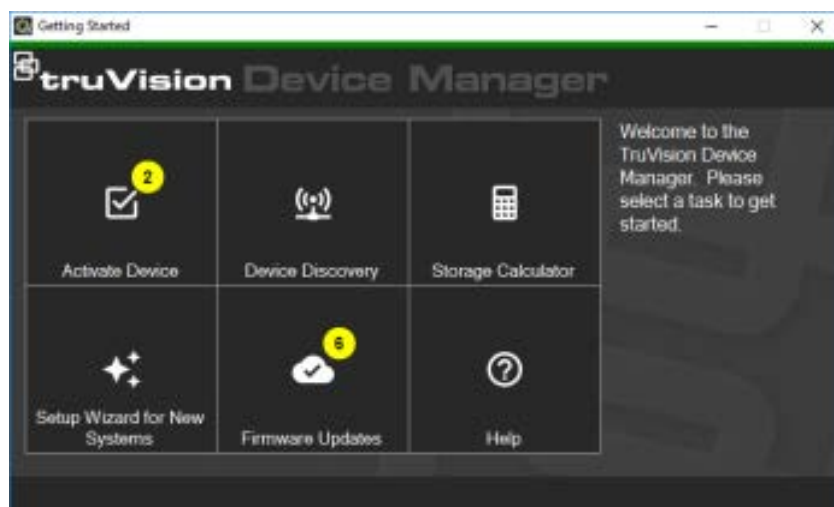 Getting Started
truVision Device Manager
Welcome to the
TruVision Device
Manager. Please
select a task to get
started.
2
Activate Device
Device Discovery
Storage Calculator
Setup Wizard for New
Systems
6
Firmware Updates
Help